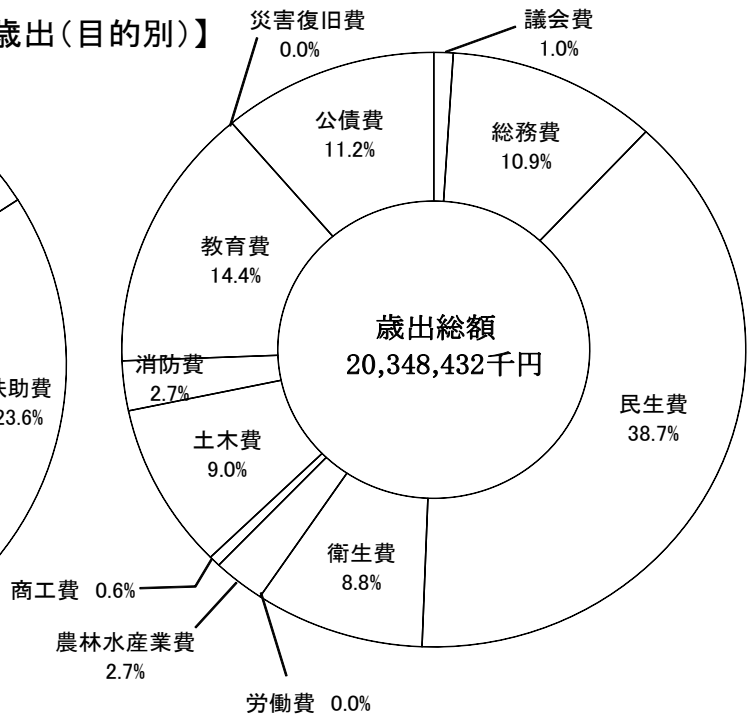 歳出(目的別)】
災害復旧費
0.0%
議会費
1.0%
公債費
11.2%
総務費
10.9%
教育費
14.4%
歳出総額
20,348,432千円
消防費
2.7%
扶助費
23.6%
民生費
38.7%
土木費
9.0%
衛生費
8.8%
商工費 0.6%
農林水産業費
2.7%
労働費 0.0%